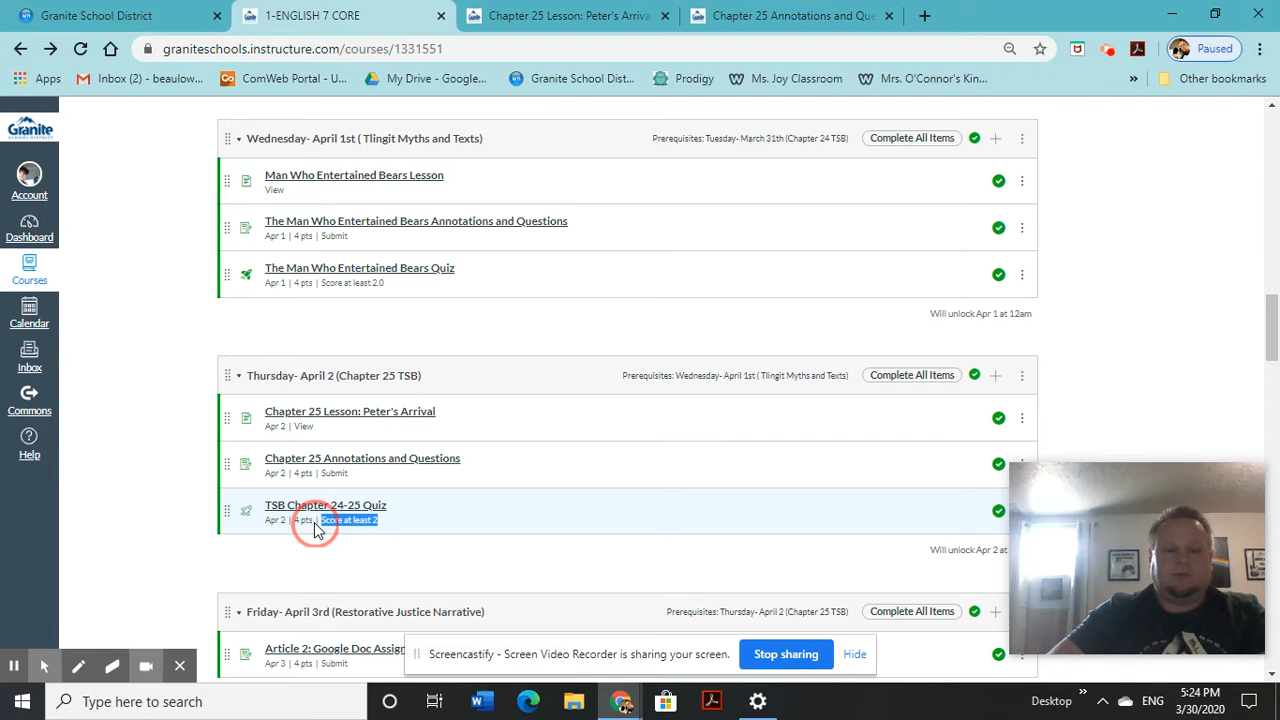 Granite School District
1-ENGLISH 7 CORE
Chapter 25 Lesson: Peter's Arriva
Chapter 25 Annotations and Que
graniteschools.instructure.com/courses/1331551
Paused
Apps
Inbox (2) - beaulow...
ComWeb Portal - U...
My Drive - Google...
Granite School Dist...
Prodigy
Ms. Joy Classroom
Mrs. O'Connor's Kin...
Other bookmarks
Granite
SCHOOL DISTRICT
Account
Dashboard
Courses
Calendar
Inbox
Commons
Help
Wednesday- April 1st ( Tlingit Myths and Texts)
Prerequisites: Tuesday- March 31th (Chapter 24 TSB)
Complete All Items
Man Who Entertained Bears Lesson
View
The Man Who Entertained Bears Annotations and Questions
Apr 1 | 4 pts | Submit
The Man Who Entertained Bears Quiz
Apr 1 | 4 pts | Score at least 2.0
Will unlock Apr 1 at 12am
Thursday- April 2 (Chapter 25 TSB)
Prerequisites: Wednesday- April 1st ( Tlingit Myths and Texts)
Complete All Items
Chapter 25 Lesson: Peter's Arrival
Apr 2 | View
Chapter 25 Annotations and Questions
Apr 2 | 4 pts | Submit
TSB Chapter 24-25 Quiz
Apr 2 | 4 pts | Score at least 2
Will unlock Apr 2 at
Friday- April 3rd (Restorative Justice Narrative)
Prerequisites: Thursday- April 2 (Chapter 25 TSB)
Complete All Items
Article 2: Google Doc Assign
Apr 3 | 4 pts | Submit
Screencastify - Screen Video Recorder is sharing your screen.
Stop sharing
Hide
Type here to search
Desktop
ENG
5:24 PM
3/30/2020